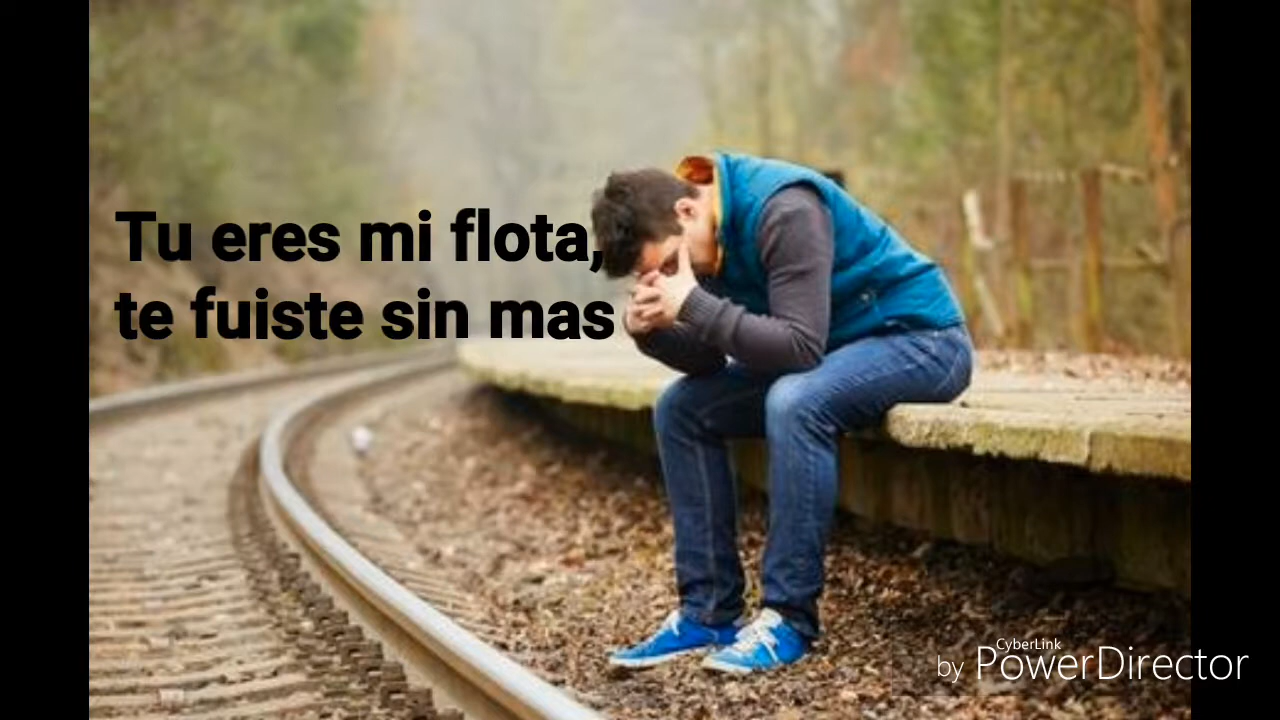 Tu eres mi flota,
te fuiste sin mas
CyberLink
by PowerDirector